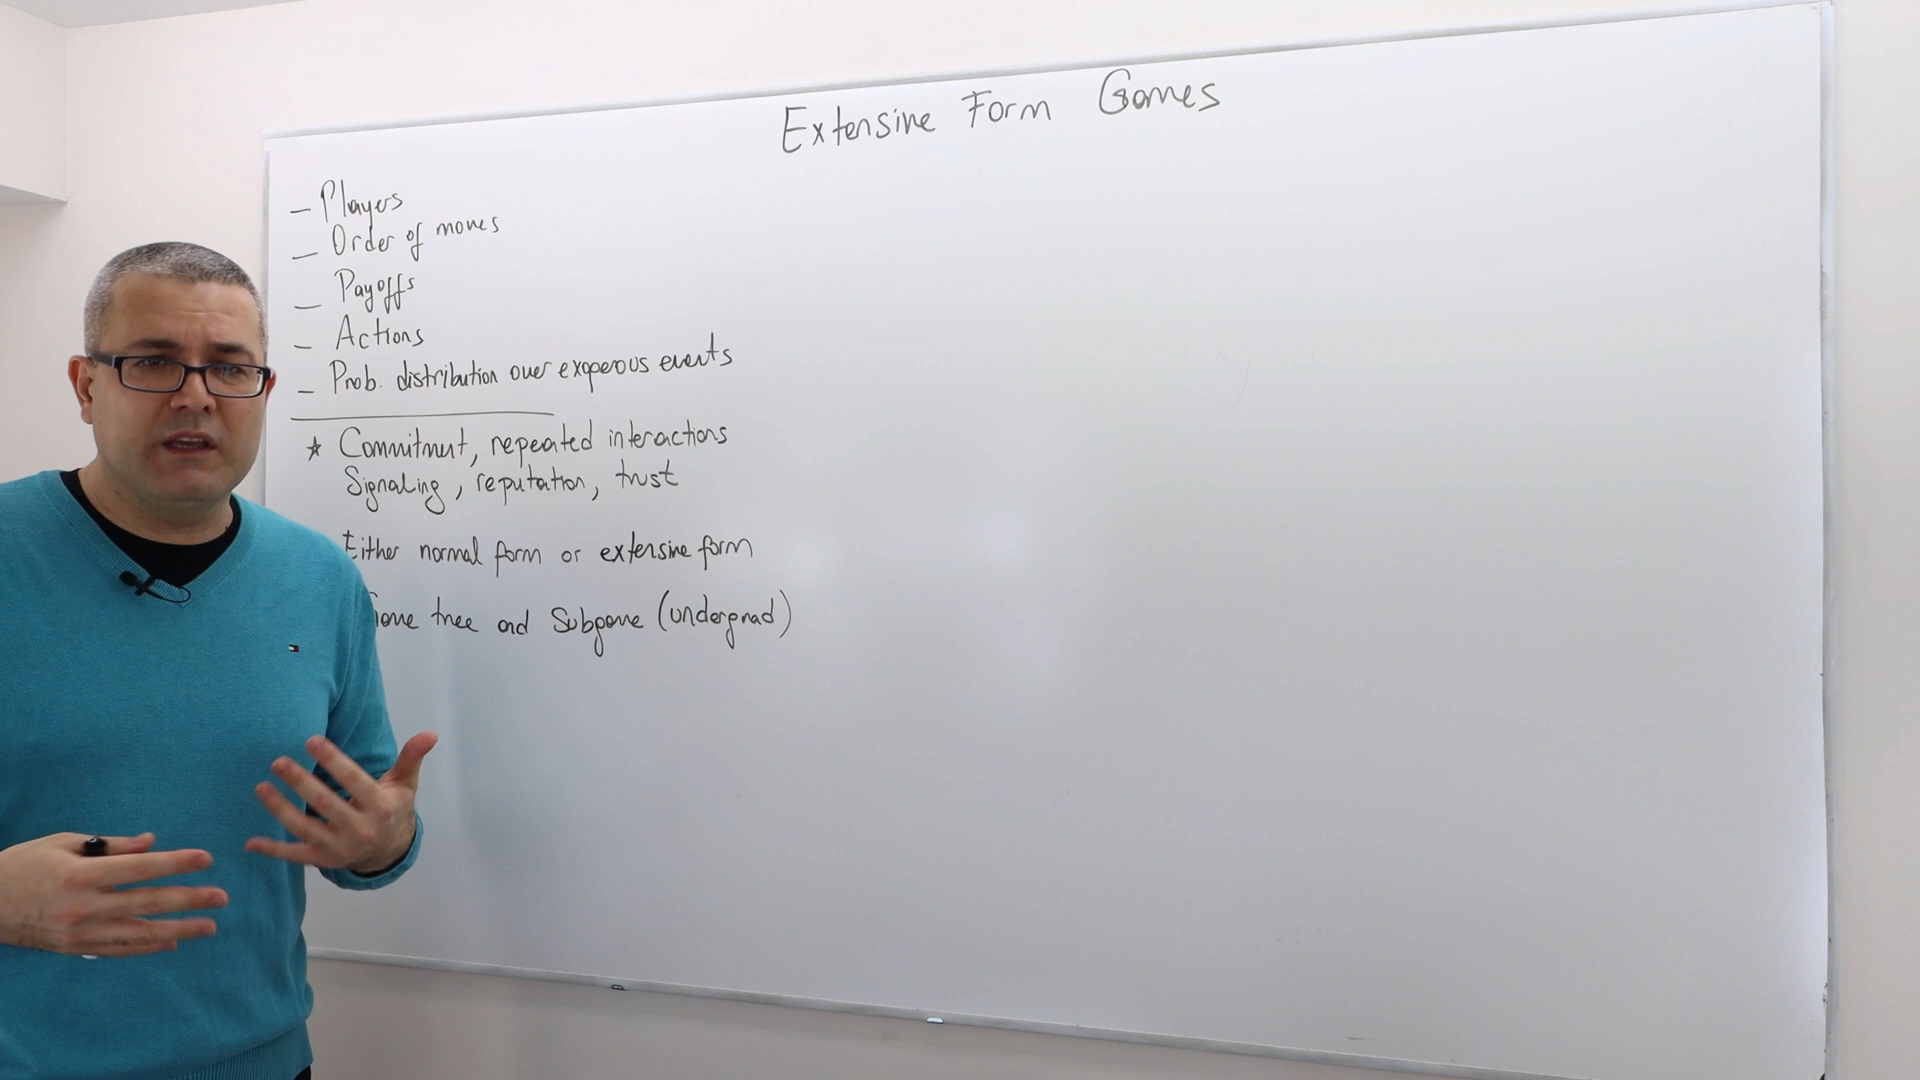 Extensive Form Games
- Players
- Order of moves
- Payoffs
- Actions
- Prob. distribution over exogenous events
* Commitment, repeated interactions
Signaling, reputation, trust
Either normal form or extensive form
Game tree and Subgame (undergrad)